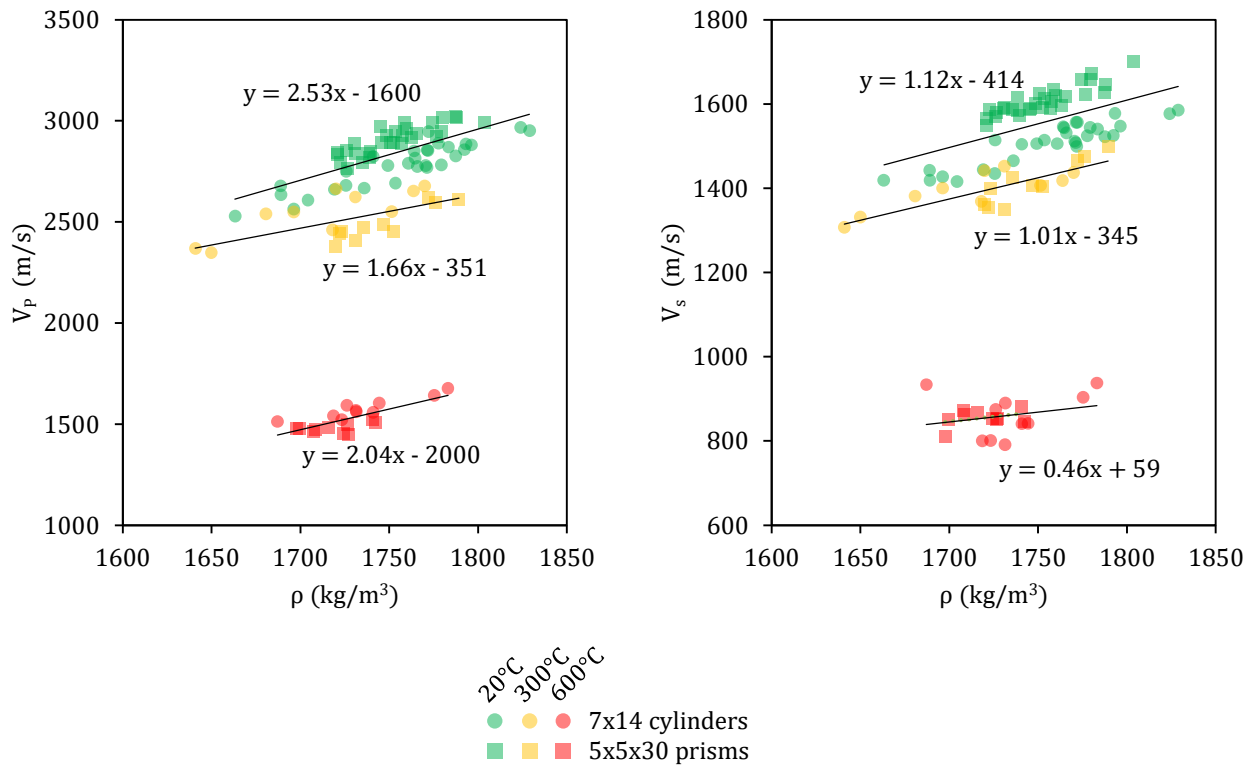 3500
3000
2500
2000
1500
1000
V_P (m/s)
y = 2.53x - 1600
y = 1.66x - 351
y = 2.04x - 2000
1600 1650 1700 1750 1800 1850
ρ (kg/m³)
1800
1600
1400
1200
1000
800
600
V_s (m/s)
y = 1.12x - 414
y = 1.01x - 345
y = 0.46x + 59
1600 1650 1700 1750 1800 1850
ρ (kg/m³)
20°C 300°C 600°C
7x14 cylinders
5x5x30 prisms